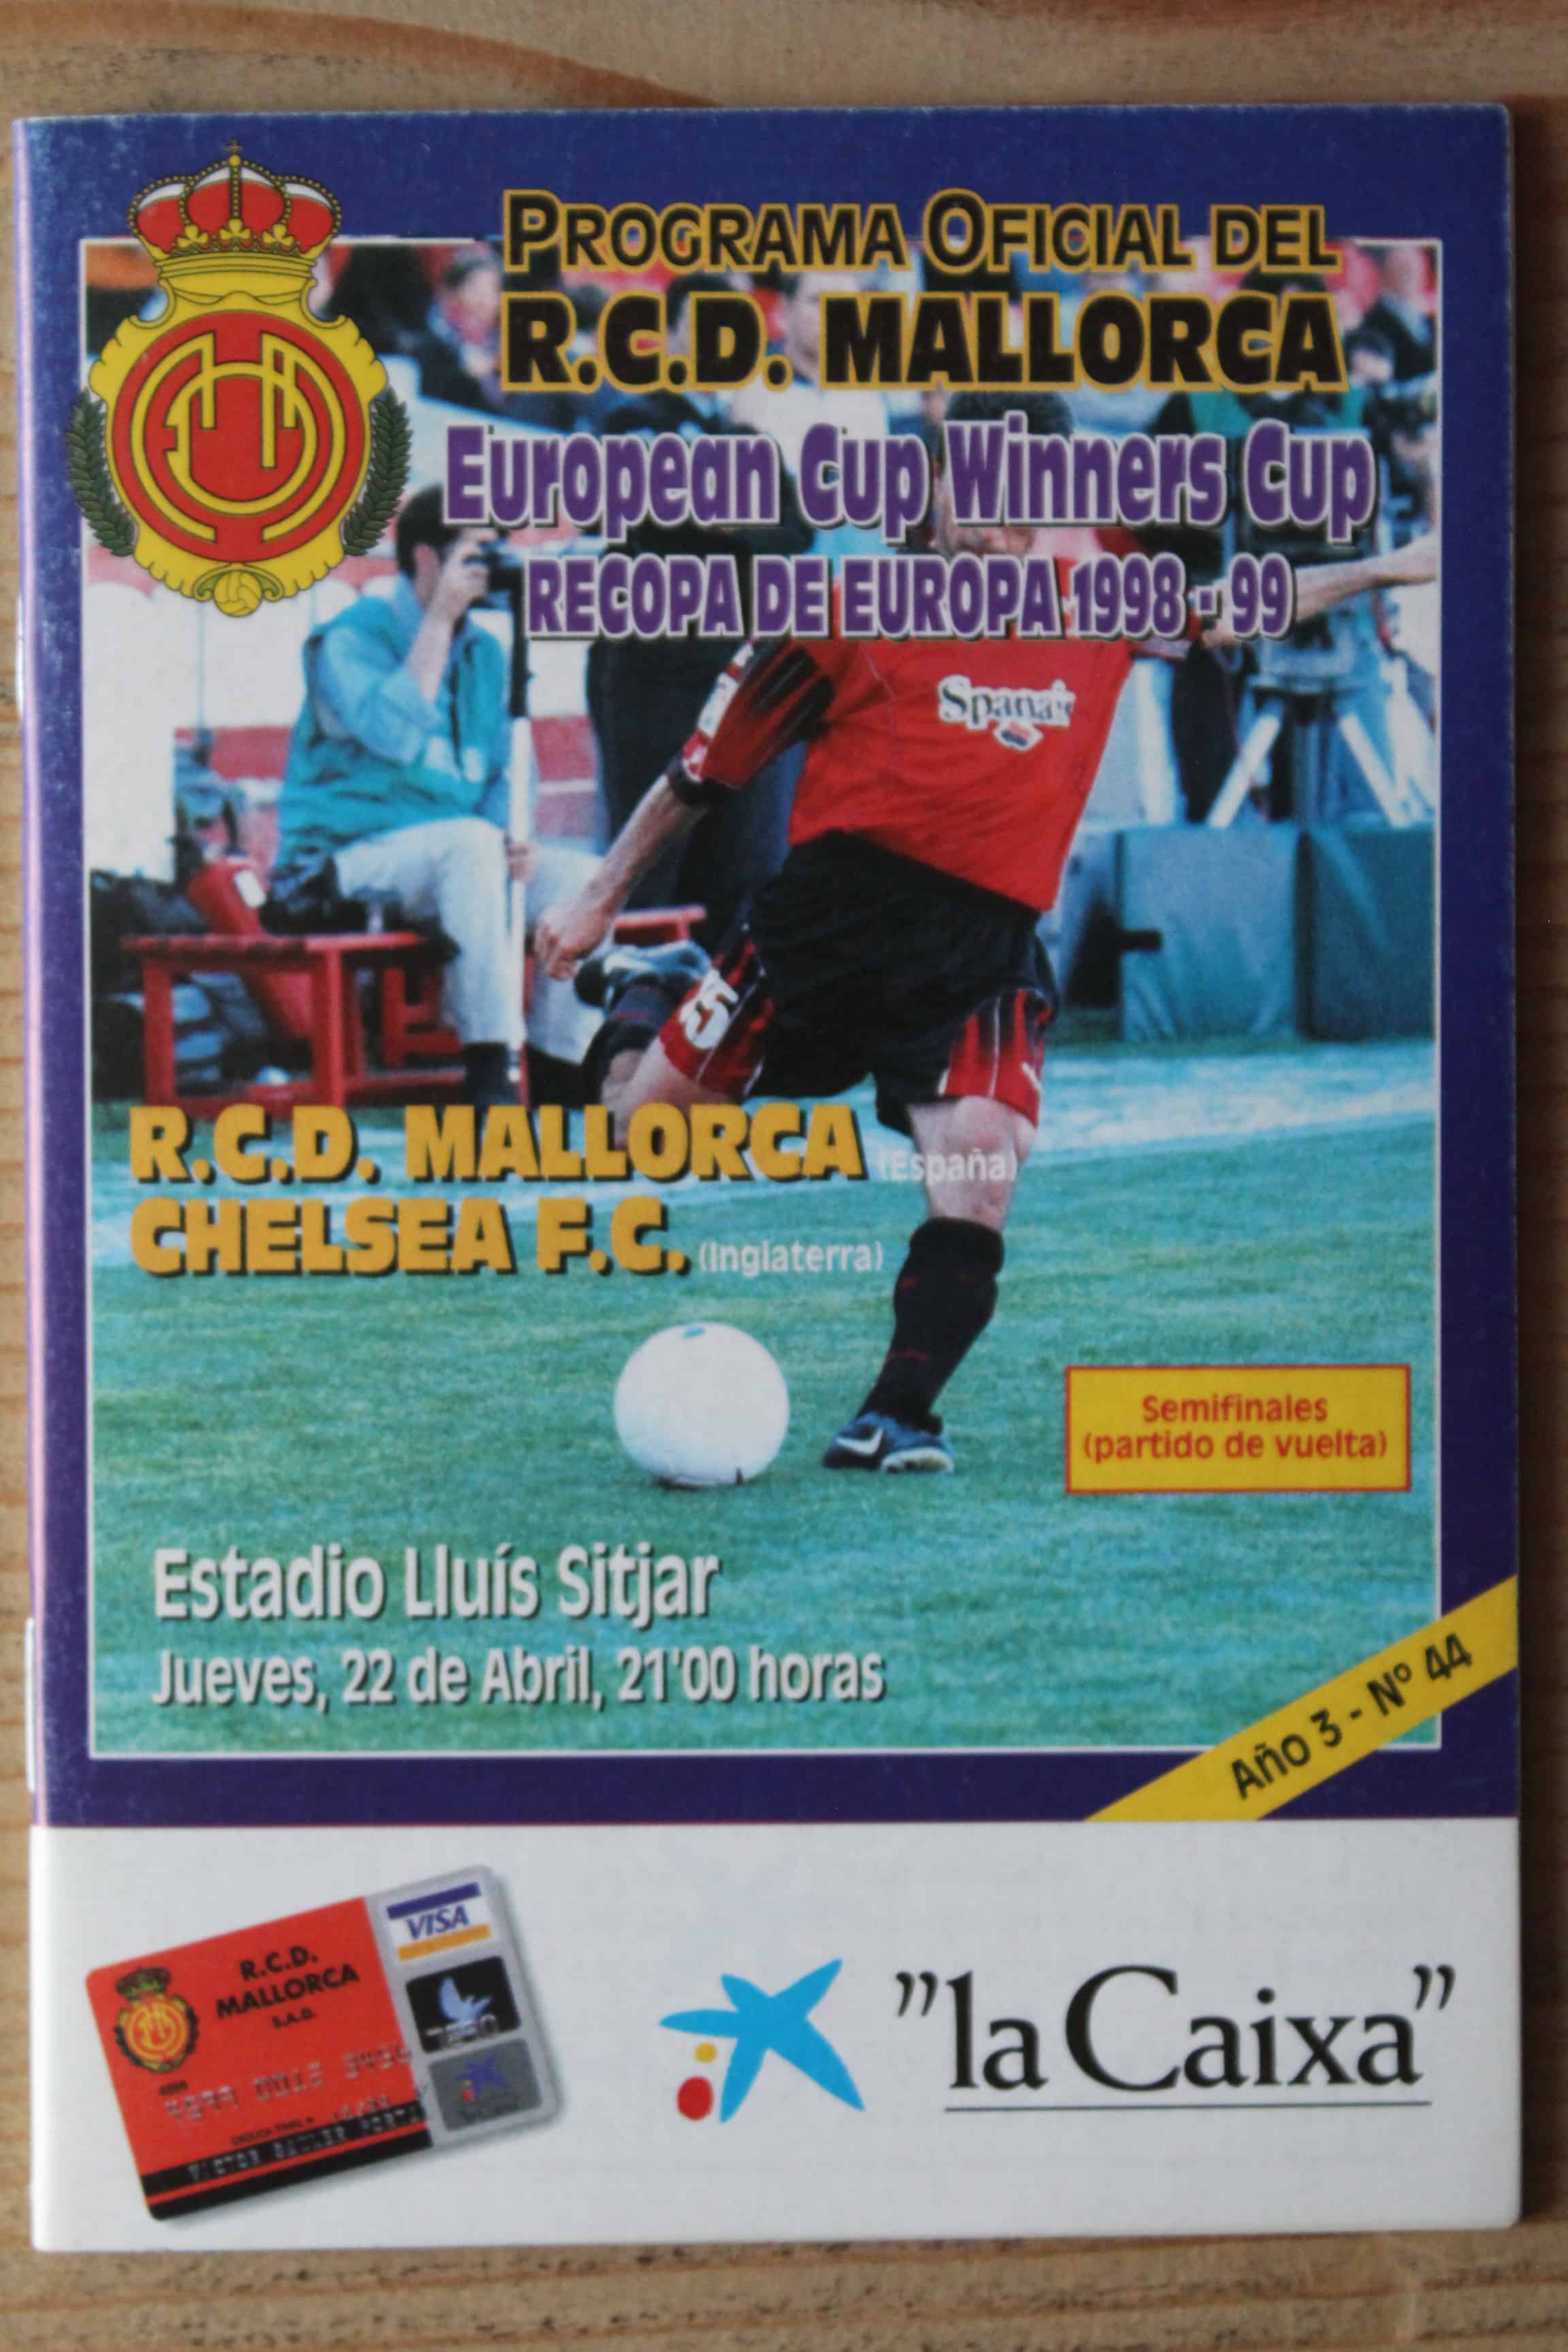 PROGRAMA OFICIAL DEL
R.C.D. MALLORCA
European Cup Winners Cup
RECOPA DE EUROPA 1998 - 99
Spanair
25
R.C.D. MALLORCA (España)
CHELSEA F.C. (Inglaterra)
Semifinales
(partido de vuelta)
Estadio Lluís Sitjar
Jueves, 22 de Abril, 21'00 horas
Año 3 - Nº 44
VISA
R.C.D.
MALLORCA
S.A.D.
"la Caixa"